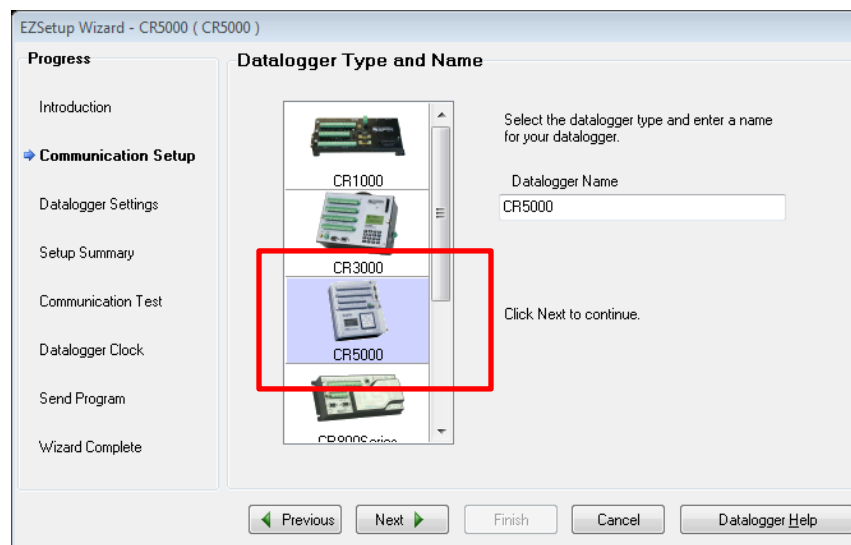 EZSetup Wizard - CR5000 ( CR5000 )
Progress
Introduction
Communication Setup
Datalogger Settings
Setup Summary
Communication Test
Datalogger Clock
Send Program
Wizard Complete
Datalogger Type and Name
CR1000
CR3000
CR5000
CR800Series
Select the datalogger type and enter a name
for your datalogger.
Datalogger Name
CR5000
Click Next to continue.
Previous
Next
Finish
Cancel
Datalogger Help